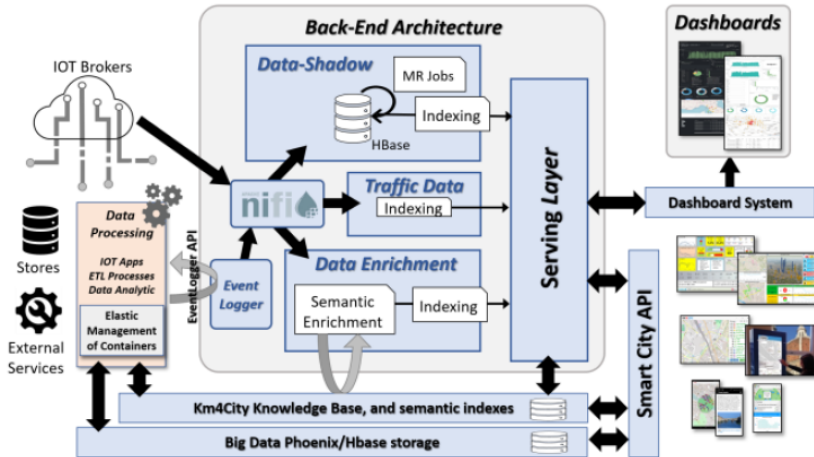 Back-End Architecture
Dashboards
IOT Brokers
Data-Shadow
MR Jobs
Indexing
HBase
nifi
Traffic Data
Indexing
Serving Layer
Dashboard System
Data
Processing
IOT Apps
ETL Processes
Data Analytic
Stores
EventLogger API
Event
Logger
Data Enrichment
Semantic
Enrichment
Indexing
Elastic
Management
of Containers
External
Services
Smart City API
Km4City Knowledge Base, and semantic indexes
Big Data Phoenix/Hbase storage